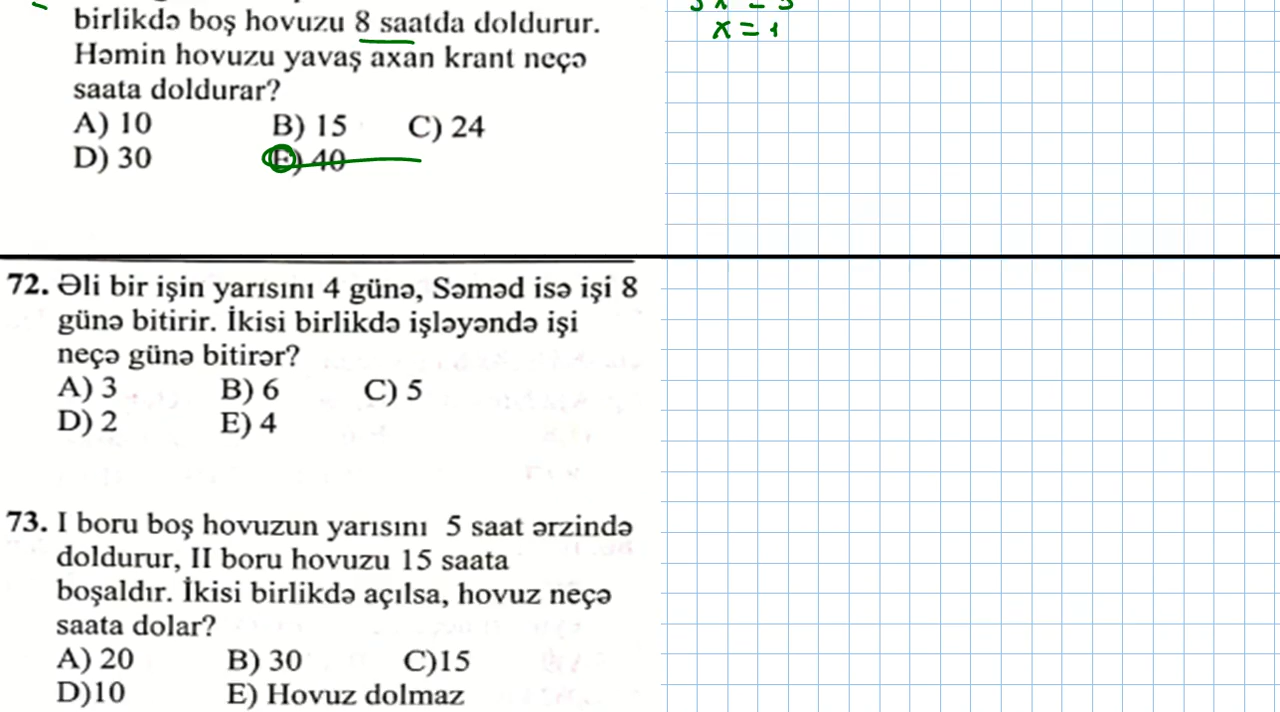 birlikdə boş hovuzu 8 saatda doldurur.
Həmin hovuzu yavaş axan krant neçə
saata doldurar?
A) 10 B) 15 C) 24
D) 30 E) 40
x = 1
72. Əli bir işin yarısını 4 günə, Səməd isə işi 8
günə bitirir. İkisi birlikdə işləyəndə işi
neçə günə bitirər?
A) 3 B) 6 C) 5
D) 2 E) 4
73. I boru boş hovuzun yarısını 5 saat ərzində
doldurur, II boru hovuzu 15 saata
boşaldır. İkisi birlikdə açılsa, hovuz neçə
saata dolar?
A) 20 B) 30 C)15
D)10 E) Hovuz dolmaz